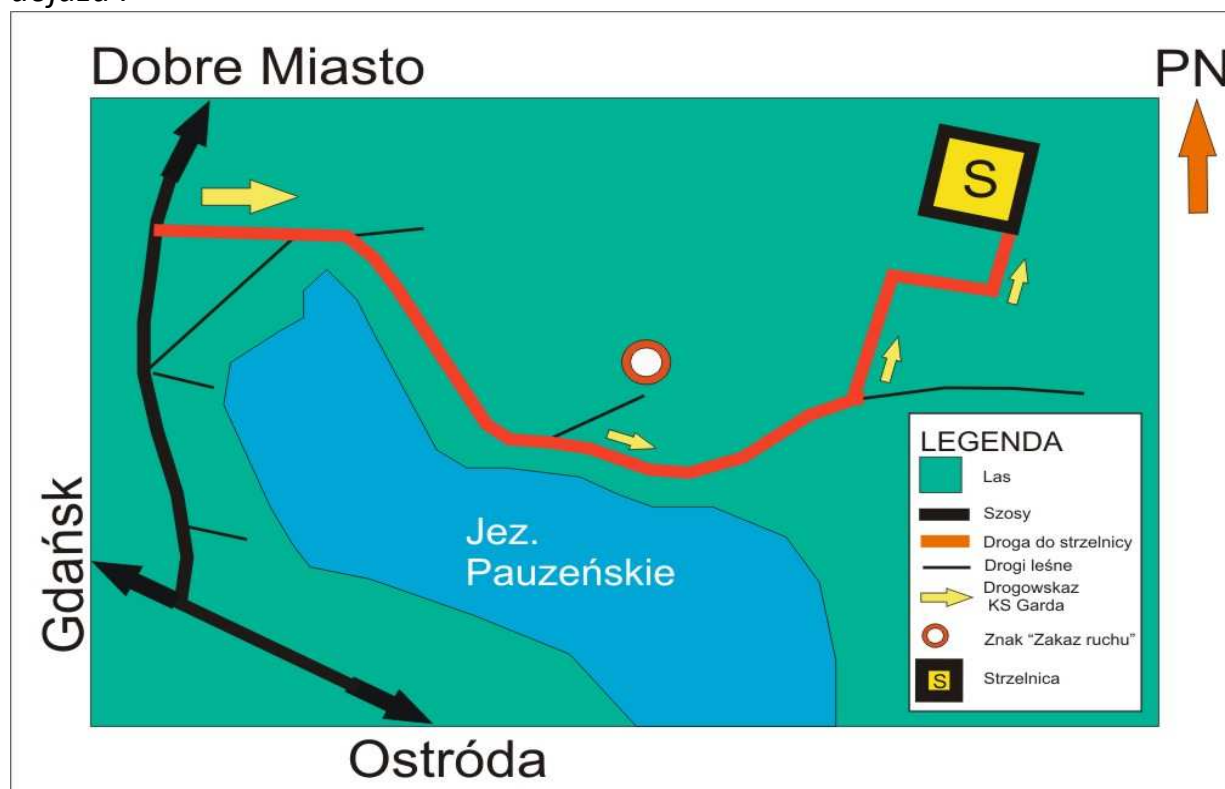 Dobre Miasto
PN
S
Gdańsk
Jez.
Pauzeńskie
Ostróda
LEGENDA
Las
Szosy
Droga do strzelnicy
Drogi leśne
Drogowskaz
KS Garda
Znak "Zakaz ruchu"
S
Strzelnica